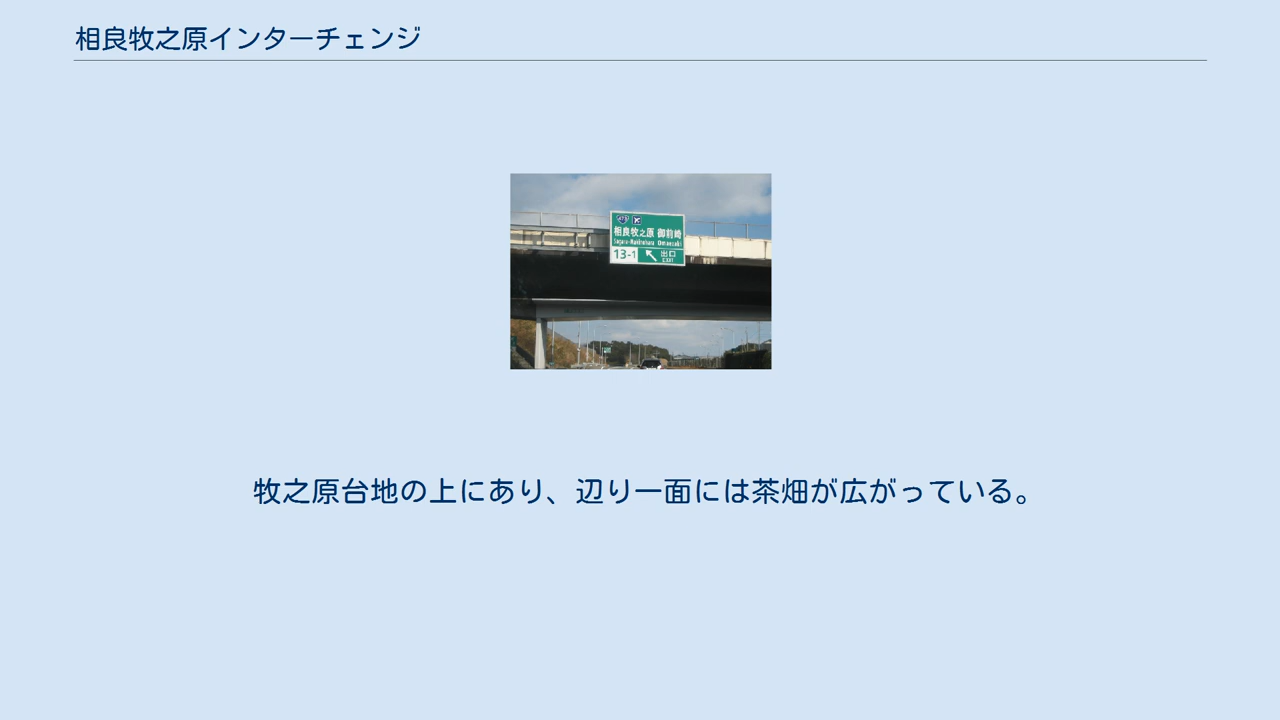 相良牧之原インターチェンジ
相良牧之原 御前崎
Sagara-Makinohara Omaezaki
13-1
出口
EXIT
牧之原台地の上にあり、辺り一面には茶畑が広がっている。